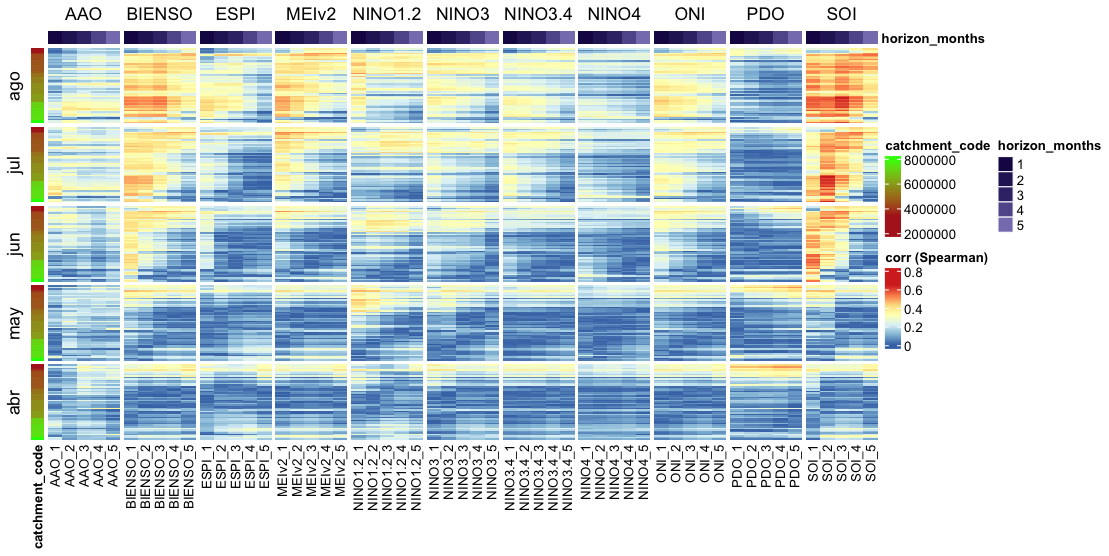 AAO BIENSO ESPI MEIv2 NINO1.2 NINO3 NINO3.4 NINO4 ONI PDO SOI
horizon_months
ago
jul
jun
may
abr
catchment_code
AAO_1 AAO_2 AAO_3 AAO_4 AAO_5 BIENSO_1 BIENSO_2 BIENSO_3 BIENSO_4 BIENSO_5 ESPI_1 ESPI_2 ESPI_3 ESPI_4 ESPI_5 MEIv2_1 MEIv2_2 MEIv2_3 MEIv2_4 MEIv2_5 NINO1.2_1 NINO1.2_2 NINO1.2_3 NINO1.2_4 NINO1.2_5 NINO3_1 NINO3_2 NINO3_3 NINO3_4 NINO3_5 NINO3.4_1 NINO3.4_2 NINO3.4_3 NINO3.4_4 NINO3.4_5 NINO4_1 NINO4_2 NINO4_3 NINO4_4 NINO4_5 ONI_1 ONI_2 ONI_3 ONI_4 ONI_5 PDO_1 PDO_2 PDO_3 PDO_4 PDO_5 SOI_1 SOI_2 SOI_3 SOI_4 SOI_5
catchment_code
8000000
6000000
4000000
2000000
horizon_months
1
2
3
4
5
corr (Spearman)
0.8
0.6
0.4
0.2
0